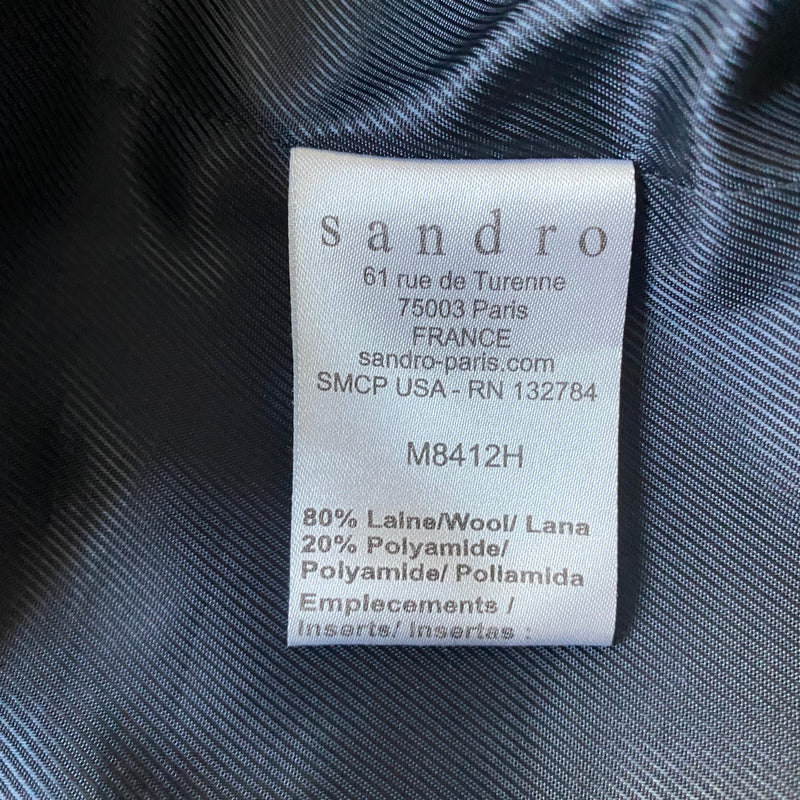 sandro
61 rue de Turenne
75003 Paris
FRANCE
sandro-paris.com
SMCP USA - RN 132784
M8412H
80% Laine/Wool/ Lana
20% Polyamide/
Polyamide/ Poliamida
Emplecements /
Inserts/ Insertas :